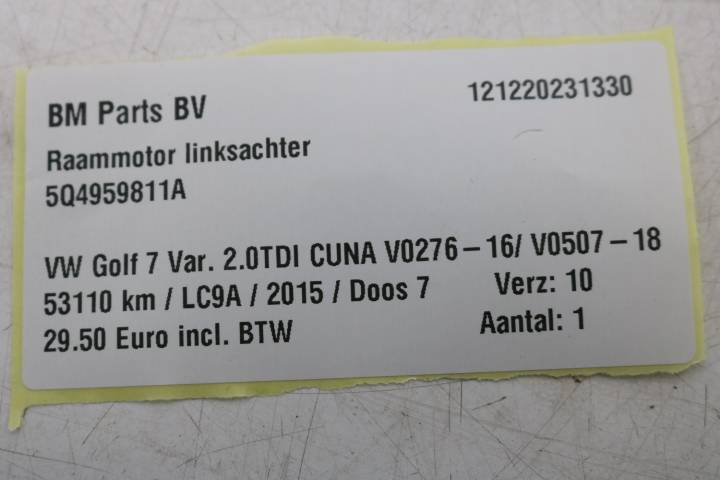 BM Parts BV 121220231330
Raammotor linksachter
5Q4959811A
VW Golf 7 Var. 2.0TDI CUNA V0276-16/ V0507-18
53110 km / LC9A / 2015 / Doos 7 Verz: 10
29.50 Euro incl. BTW Aantal: 1